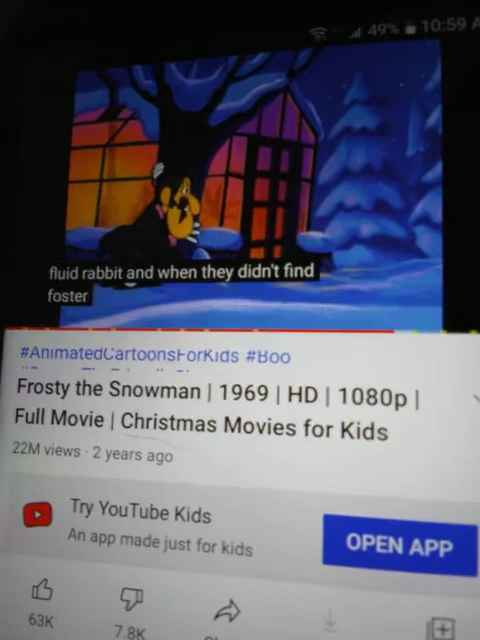 49% 10:59 A
fluid rabbit and when they didn't find
foster
#AnimatedCartoonsForKids #Boo
Frosty the Snowman | 1969 | HD | 1080p |
Full Movie | Christmas Movies for Kids
22M views · 2 years ago
Try YouTube Kids
An app made just for kids
OPEN APP
63K
7.8K